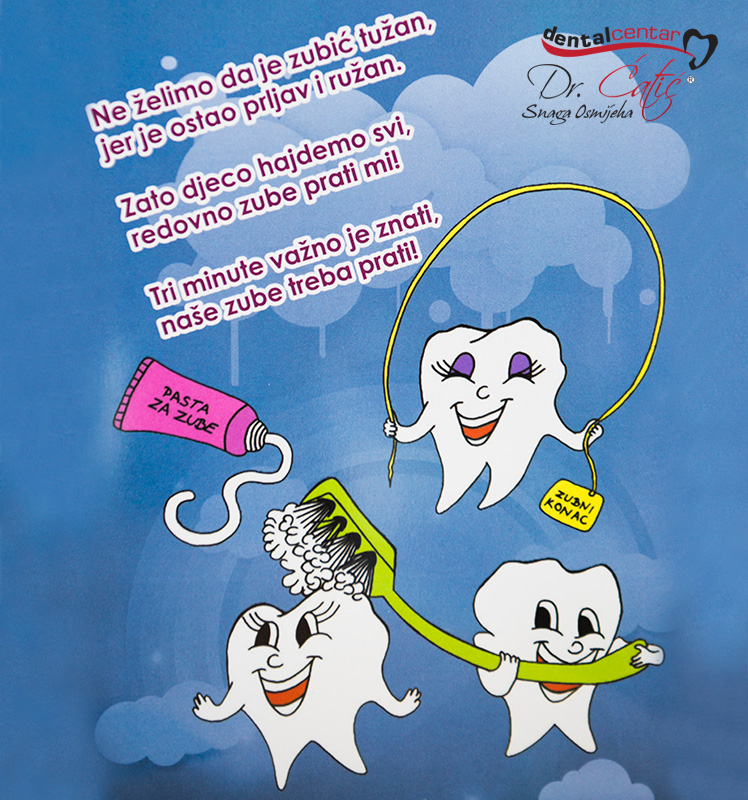 dentalcentar
Dr. Ćatić®
Snaga Osmijeha
Ne želimo da je zubić tužan,
jer je ostao prljav i ružan.
Zato djeco hajdemo svi,
redovno zube prati mi!
Tri minute važno je znati,
naše zube treba prati!
PASTA
ZA ZUBE
ZUBNI
KONAC